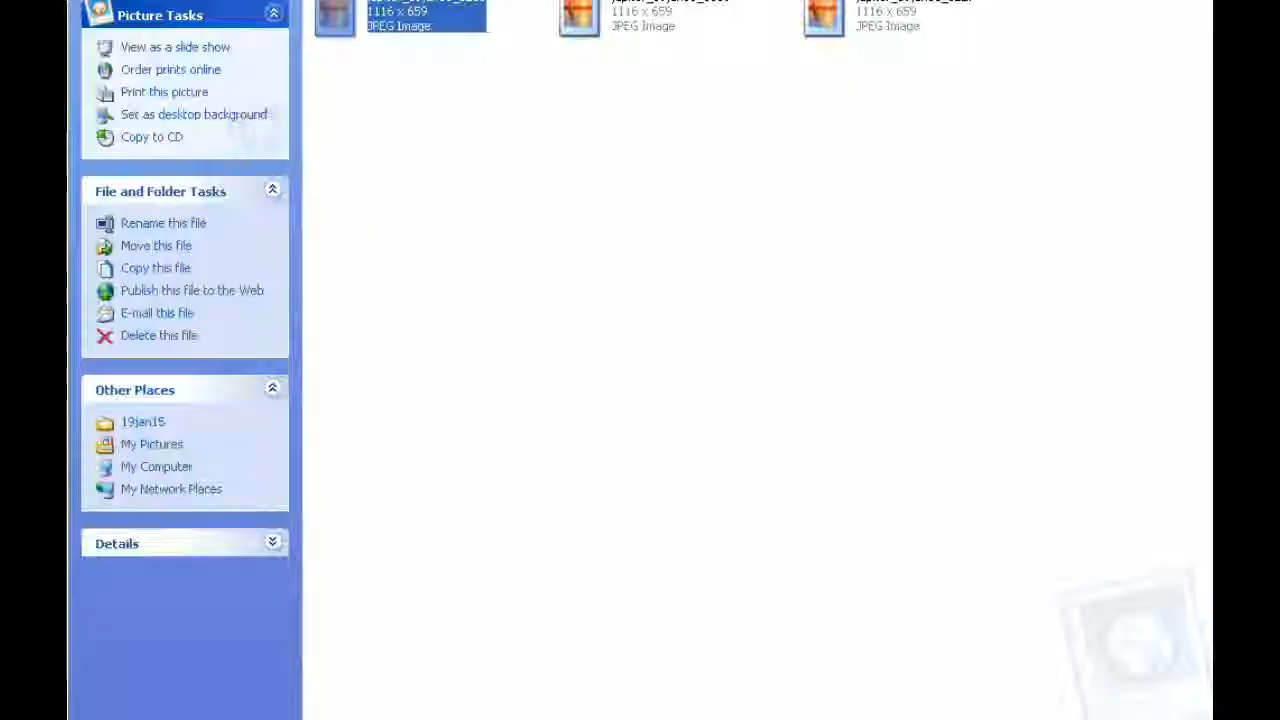 Picture Tasks
View as a slide show
Order prints online
Print this picture
Set as desktop background
Copy to CD
File and Folder Tasks
Rename this file
Move this file
Copy this file
Publish this file to the Web
E-mail this file
Delete this file
Other Places
19jan15
My Pictures
My Computer
My Network Places
Details
1116 x 659
JPEG Image
1116 x 659
JPEG Image
1116 x 659
JPEG Image